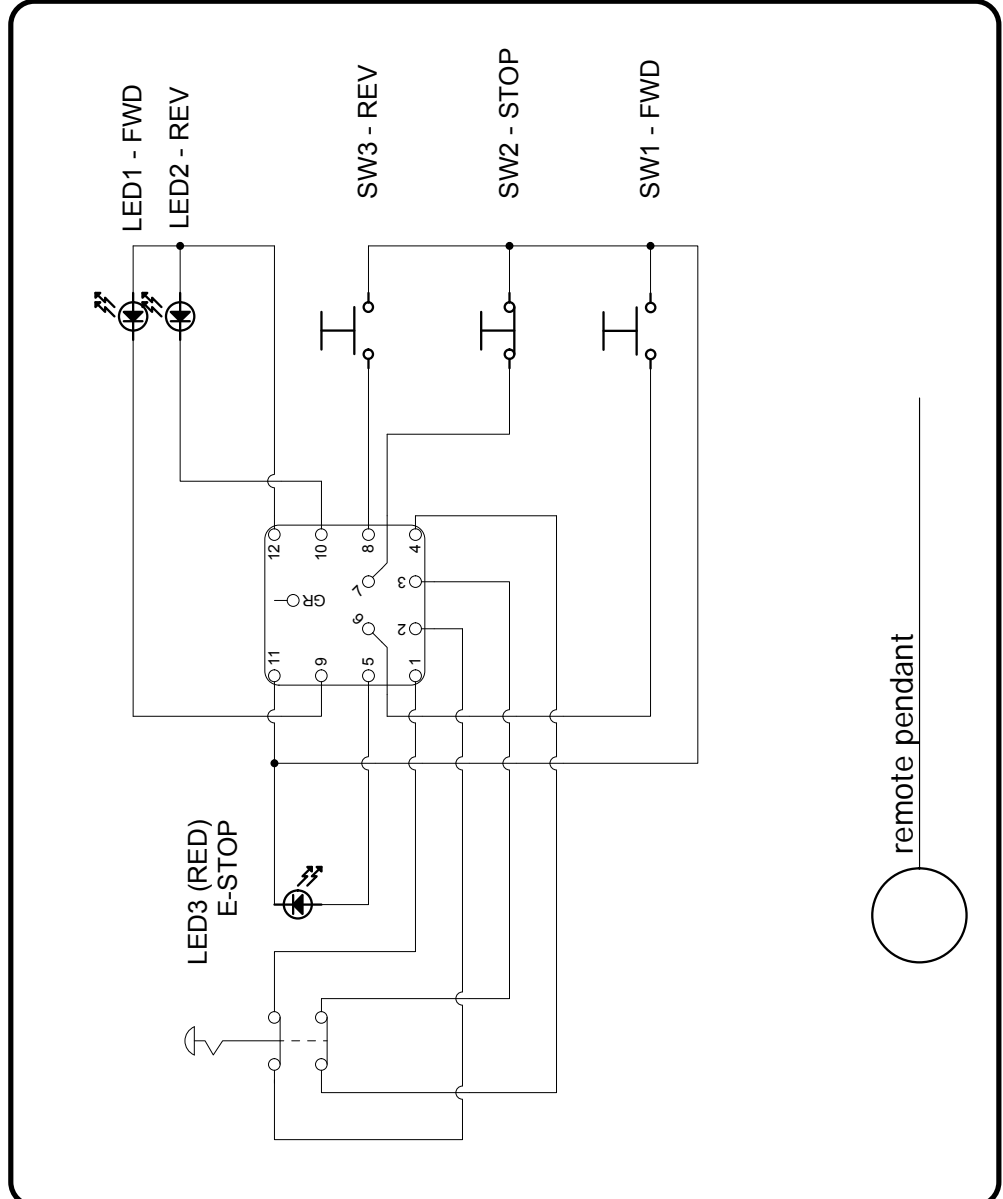 LED1 - FWD
LED2 - REV
SW3 - REV
SW2 - STOP
SW1 - FWD
12
10
8
4
7
3
GR
6
2
11
9
5
1
LED3 (RED)
E-STOP
remote pendant